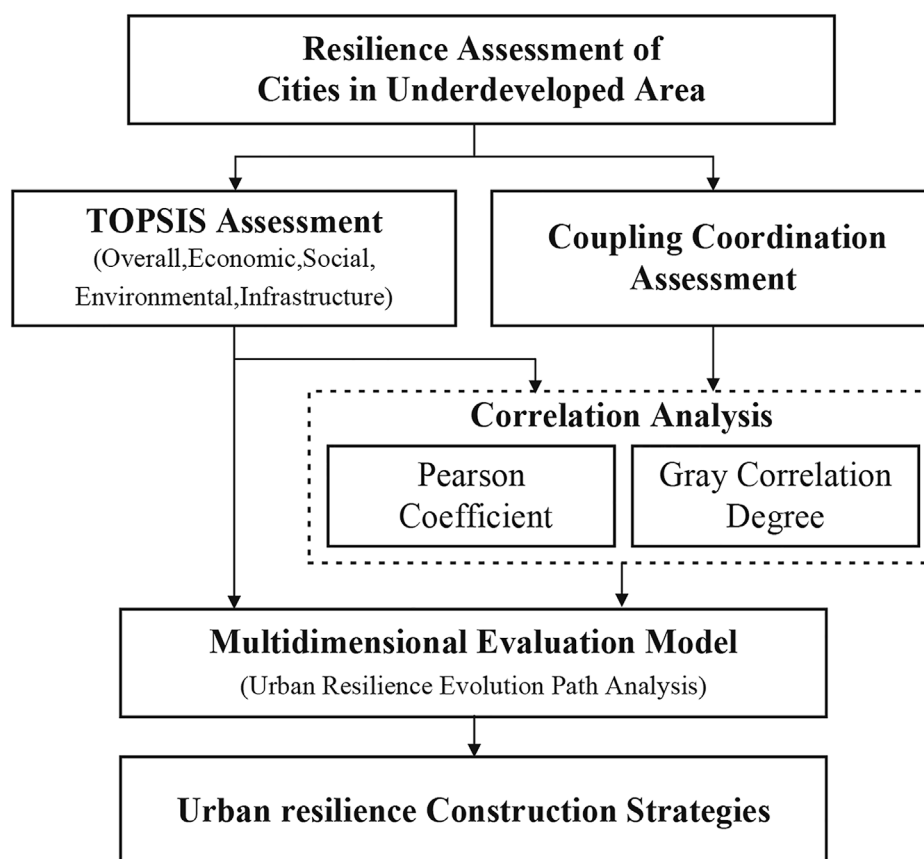 Resilience Assessment of
Cities in Underdeveloped Area
TOPSIS Assessment
(Overall,Economic,Social,
Environmental,Infrastructure)
Coupling Coordination
Assessment
Correlation Analysis
Pearson
Coefficient
Gray Correlation
Degree
Multidimensional Evaluation Model
(Urban Resilience Evolution Path Analysis)
Urban resilience Construction Strategies